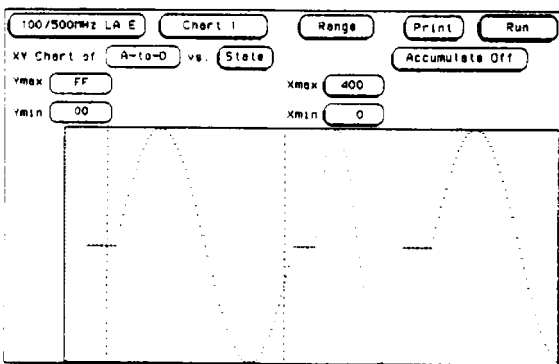 100/500MHz LA E Chart 1 Range Print Run
XY Chart of A-to-D vs. State Accumulate Off
Ymax FF Xmax 400
Ymin 00 Xmin 0